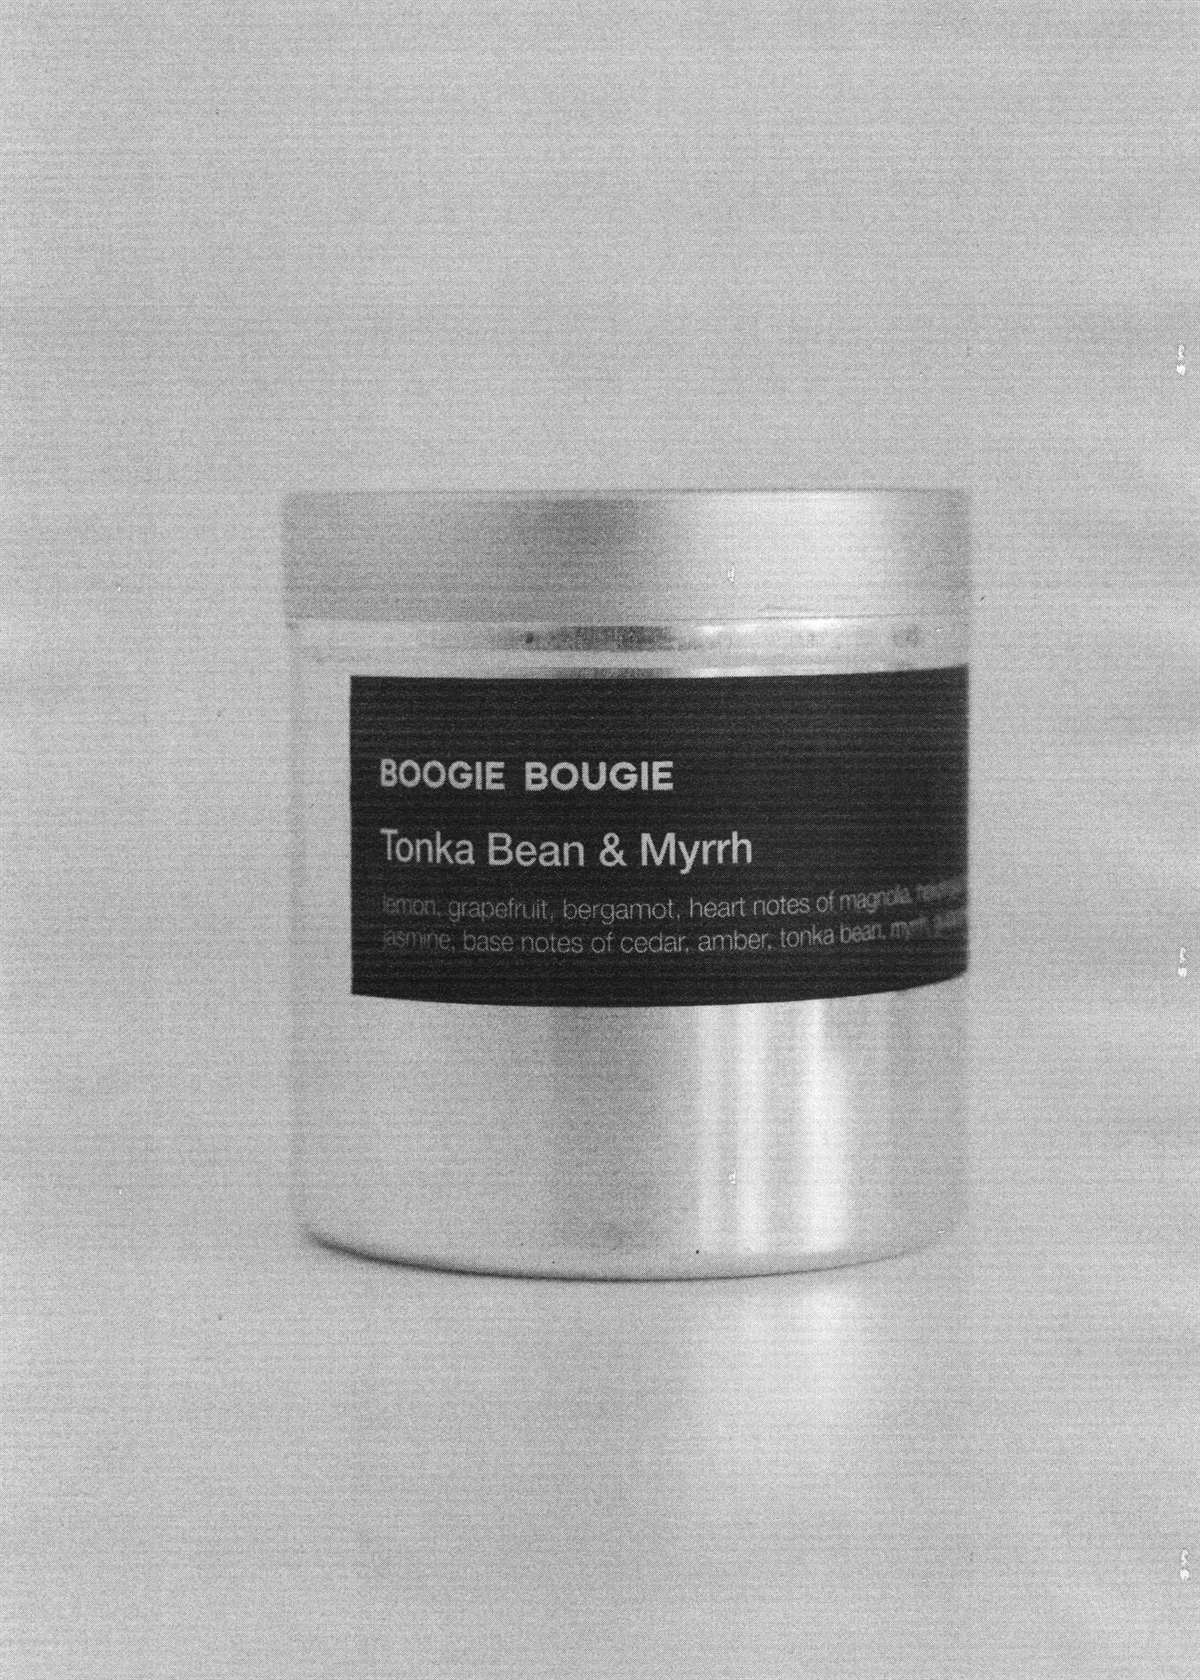 BOOGIE BOUGIE
Tonka Bean & Myrrh
lemon, grapefruit, bergamot, heart notes of magnolia,
jasmine, base notes of cedar, amber, tonka bean, myrrh,